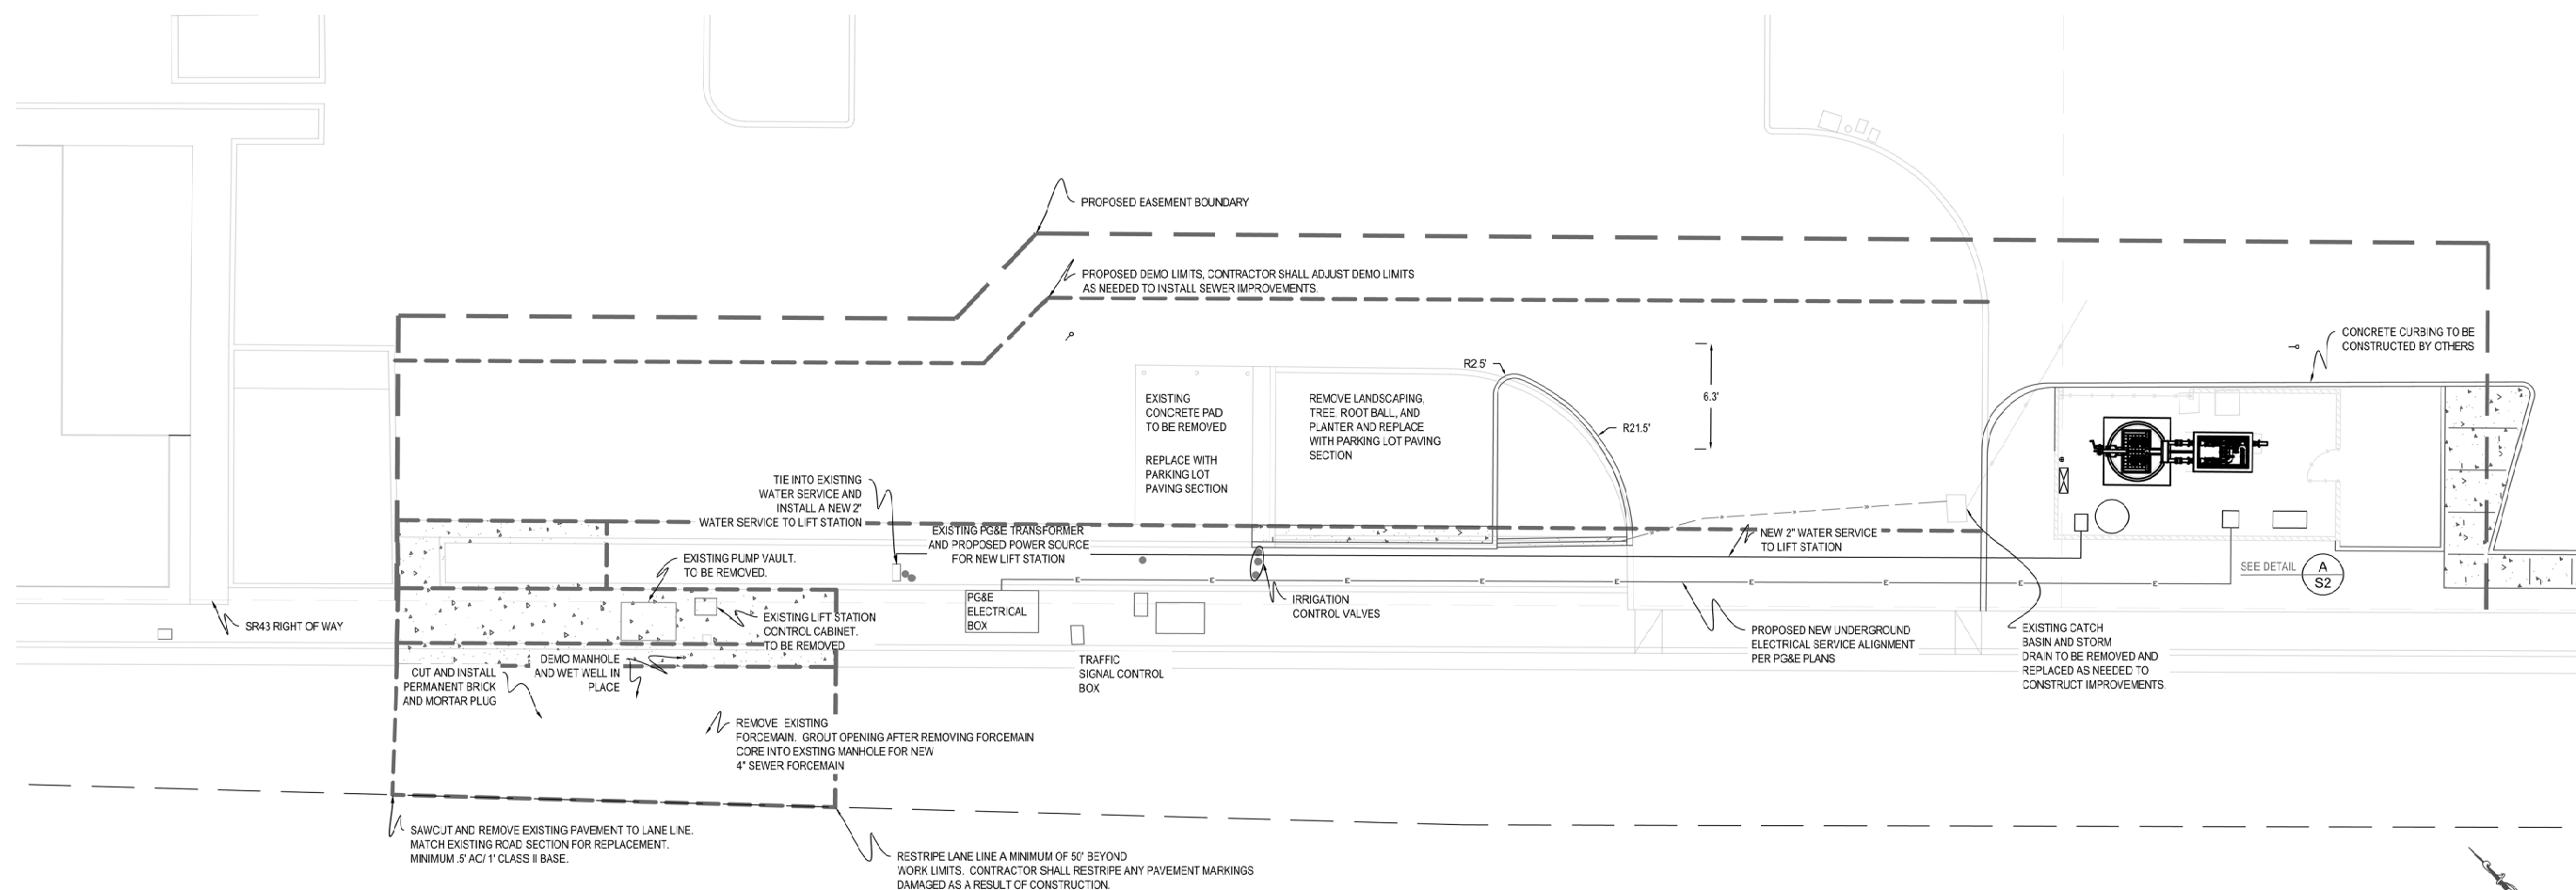 PROPOSED EASEMENT BOUNDARY
PROPOSED DEMO LIMITS, CONTRACTOR SHALL ADJUST DEMO LIMITS
AS NEEDED TO INSTALL SEWER IMPROVEMENTS.
CONCRETE CURBING TO BE
CONSTRUCTED BY OTHERS
R2.5'
6.3'
R21.5'
EXISTING
CONCRETE PAD
TO BE REMOVED
REPLACE WITH
PARKING LOT
PAVING SECTION
REMOVE LANDSCAPING,
TREE, ROOT BALL, AND
PLANTER AND REPLACE
WITH PARKING LOT PAVING
SECTION
TIE INTO EXISTING
WATER SERVICE AND
INSTALL A NEW 2"
WATER SERVICE TO LIFT STATION
EXISTING PG&E TRANSFORMER
AND PROPOSED POWER SOURCE
FOR NEW LIFT STATION
NEW 2" WATER SERVICE
TO LIFT STATION
EXISTING PUMP VAULT.
TO BE REMOVED.
SEE DETAIL
A
S2
E
E
E
E
E
E
E
E
E
PG&E
ELECTRICAL
BOX
IRRIGATION
CONTROL VALVES
EXISTING LIFT STATION
CONTROL CABINET.
TO BE REMOVED
SR43 RIGHT OF WAY
PROPOSED NEW UNDERGROUND
ELECTRICAL SERVICE ALIGNMENT
PER PG&E PLANS
EXISTING CATCH
BASIN AND STORM
DRAIN TO BE REMOVED AND
REPLACED AS NEEDED TO
CONSTRUCT IMPROVEMENTS.
DEMO MANHOLE
AND WET WELL IN
PLACE
TRAFFIC
SIGNAL CONTROL
BOX
CUT AND INSTALL
PERMANENT BRICK
AND MORTAR PLUG
REMOVE EXISTING
FORCEMAIN. GROUT OPENING AFTER REMOVING FORCEMAIN
CORE INTO EXSTING MANHOLE FOR NEW
4" SEWER FORCEMAIN
SAWCUT AND REMOVE EXISTING PAVEMENT TO LANE LINE.
MATCH EXISTING ROAD SECTION FOR REPLACEMENT.
MINIMUM .5' AC/ 1' CLASS II BASE.
RESTRIPE LANE LINE A MINIMUM OF 50' BEYOND
WORK LIMITS. CONTRACTOR SHALL RESTRIPE ANY PAVEMENT MARKINGS
DAMAGED AS A RESULT OF CONSTRUCTION.